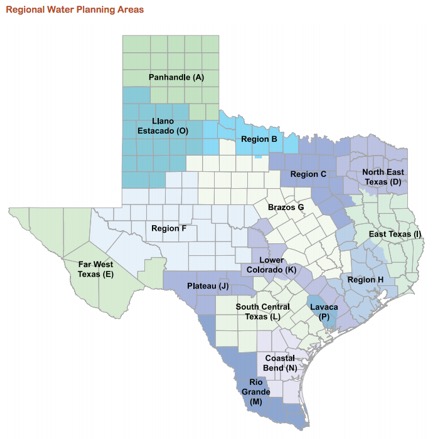 Regional Water Planning Areas
Panhandle (A)
Llano
Estacado (O)
Region B
Region C
North East
Texas (D)
Brazos G
East Texas (I)
Region F
Far West
Texas (E)
Lower
Colorado (K)
Region H
Plateau (J)
South Central
Texas (L)
Lavaca
(P)
Coastal
Bend (N)
Rio
Grande
(M)